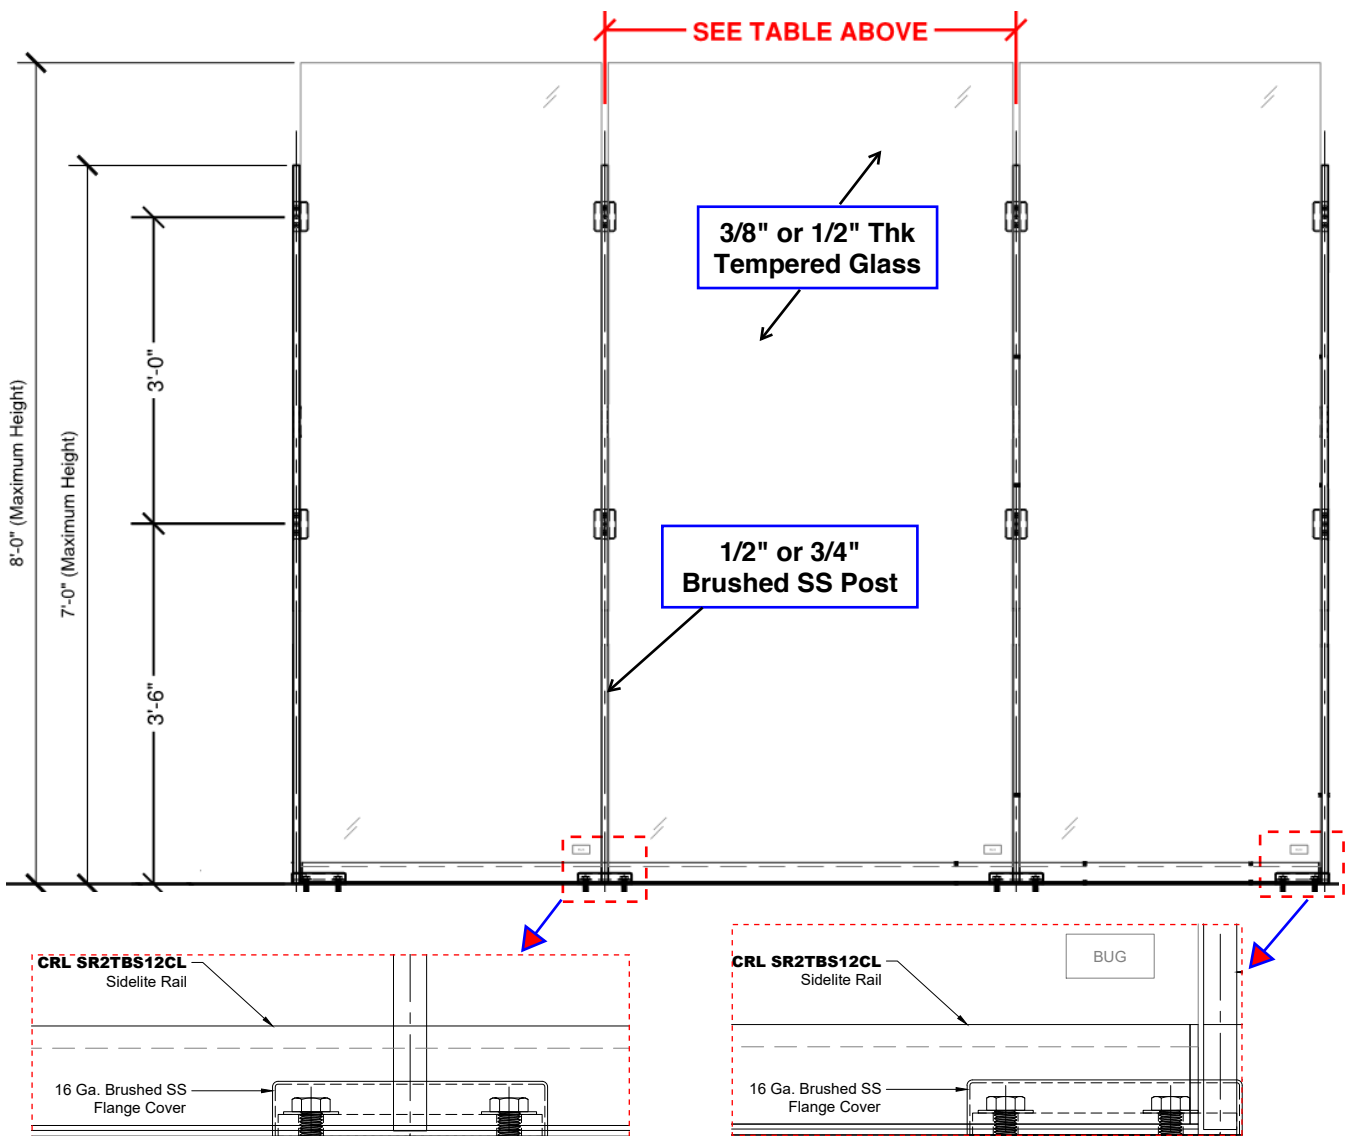 SEE TABLE ABOVE
3/8" or 1/2" Thk
Tempered Glass
8'-0" (Maximum Height)
7'-0" (Maximum Height)
3'-0"
3'-6"
1/2" or 3/4"
Brushed SS Post
CRL SR2TBS12CL
Sidelite Rail
16 Ga. Brushed SS
Flange Cover
BUG
CRL SR2TBS12CL
Sidelite Rail
16 Ga. Brushed SS
Flange Cover